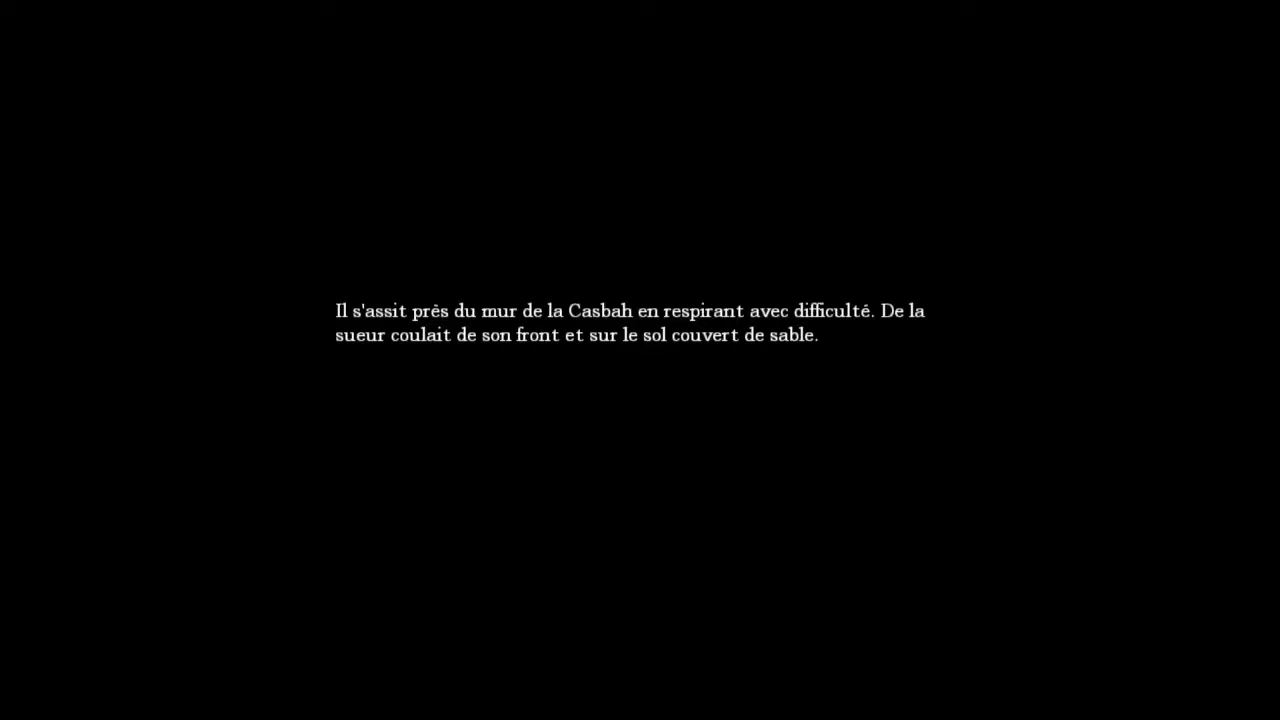 Il s'assit près du mur de la Casbah en respirant avec difficulté. De la
sueur coulait de son front et sur le sol couvert de sable.